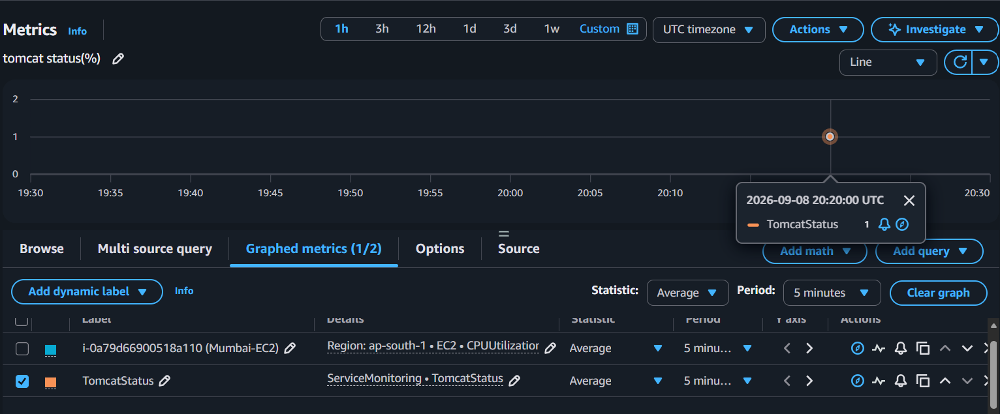 Metrics Info
1h 3h 12h 1d 3d 1w Custom UTC timezone Actions Investigate
tomcat status(%)
Line
2
1
0
19:30 19:35 19:40 19:45 19:50 19:55 20:00 20:05 20:10 20:30
2026-09-08 20:20:00 UTC
TomcatStatus 1
Browse Multi source query Graphed metrics (1/2) Options Source Add math Add query
Add dynamic label Info Statistic: Average Period: 5 minutes Clear graph
Label Details Statistic Period Y axis Actions
i-0a79d66900518a110 (Mumbai-EC2) Region: ap-south-1 • EC2 • CPUUtilization Average 5 minu...
TomcatStatus ServiceMonitoring • TomcatStatus Average 5 minu...